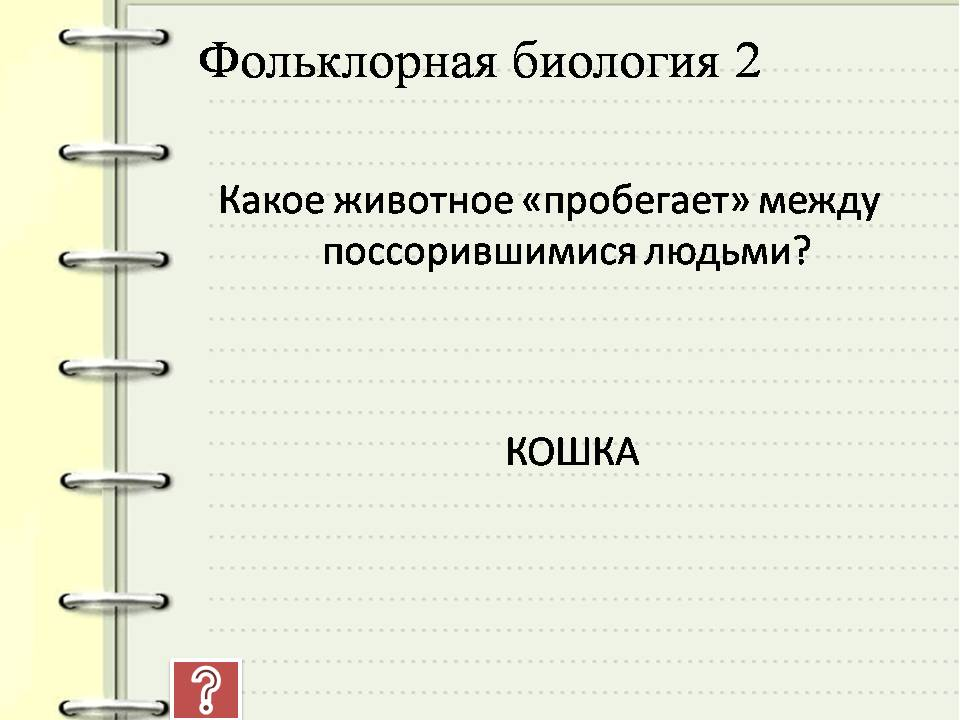 Фольклорная биология 2
Какое животное «пробегает» между
поссорившимися людьми?
КОШКА
?